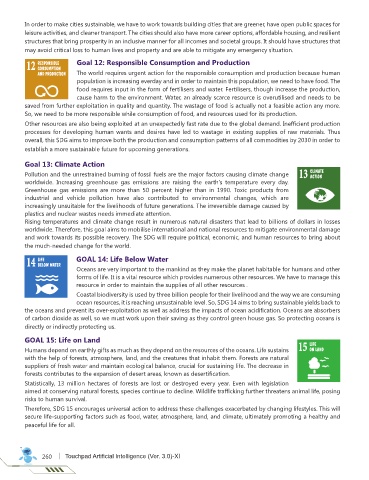 In order to make cities sustainable, we have to work towards building cities that are greener, have open public spaces for
leisure activities, and cleaner transport. The cities should also have more career options, affordable housing, and resilient
structures that bring prosperity in an inclusive manner for all incomes and societal groups. It should have structures that
may avoid critical loss to human lives and property and are able to mitigate any emergency situation.
12 RESPONSIBLE
CONSUMPTION
AND PRODUCTION
Goal 12: Responsible Consumption and Production
The world requires urgent action for the responsible consumption and production because human
population is increasing everday and in order to maintain this population, we need to have food. The
food requires input in the form of fertilisers and water. Fertilisers, though increase the production,
cause harm to the environment. Water, an already scarce resource is overutilised and needs to be
saved from further exploitation in quality and quantity. The wastage of food is actually not a feasible action any more.
So, we need to be more responsible while consumption of food, and resources used for its production.
Other resources are also being exploited at an unexpectedly fast rate due to the global demand. Inefficient production
processes for developing human wants and desires have led to wastage in existing supplies of raw materials. Thus
overall, this SDG aims to improve both the production and consumption patterns of all commodities by 2030 in order to
establish a more sustainable future for upcoming generations.
Goal 13: Climate Action
13 CLIMATE
ACTION
Pollution and the unrestrained burning of fossil fuels are the major factors causing climate change
worldwide. Increasing greenhouse gas emissions are raising the earth's temperature every day.
Greenhouse gas emissions are more than 50 percent higher than in 1990. Toxic products from
industrial and vehicle pollution have also contributed to environmental changes, which are
increasingly unsuitable for the livelihoods of future generations. The irreversible damage caused by
plastics and nuclear wastes needs immediate attention.
Rising temperatures and climate change result in numerous natural disasters that lead to billions of dollars in losses
worldwide. Therefore, this goal aims to mobilise international and national resources to mitigate environmental damage
and work towards its possible recovery. The SDG will require political, economic, and human resources to bring about
the much-needed change for the world.
14 LIFE
BELOW WATER
GOAL 14: Life Below Water
Oceans are very important to the mankind as they make the planet habitable for humans and other
forms of life. It is a vital resource which provides numerous other resources. We have to manage this
resource in order to maintain the supplies of all other resources .
Coastal biodiversity is used by three billion people for their livelihood and the way we are consuming
ocean resources, it is reaching unsustainable level. So, SDG 14 aims to bring sustainable yields back to
the oceans and prevent its over-exploitation as well as address the impacts of ocean acidification. Oceans are absorbers
of carbon dioxide as well, so we must work upon their saving as they control green house gas. So protecting oceans is
directly or indirectly protecting us.
GOAL 15: Life on Land
15 LIFE
ON LAND
Humans depend on earthly gifts as much as they depend on the resources of the oceans. Life sustains
with the help of forests, atmosphere, land, and the creatures that inhabit them. Forests are natural
suppliers of fresh water and maintain ecological balance, crucial for sustaining life. The decrease in
forests contributes to the expansion of desert areas, known as desertification.
Statistically, 13 million hectares of forests are lost or destroyed every year. Even with legislation
aimed at conserving natural forests, species continue to decline. Wildlife trafficking further threatens animal life, posing
risks to human survival.
Therefore, SDG 15 encourages universal action to address these challenges exacerbated by changing lifestyles. This will
secure life-supporting factors such as food, water, atmosphere, land, and climate, ultimately promoting a healthy and
peaceful life for all.
260 Touchpad Artificial Intelligence (Ver. 3.0)-XI